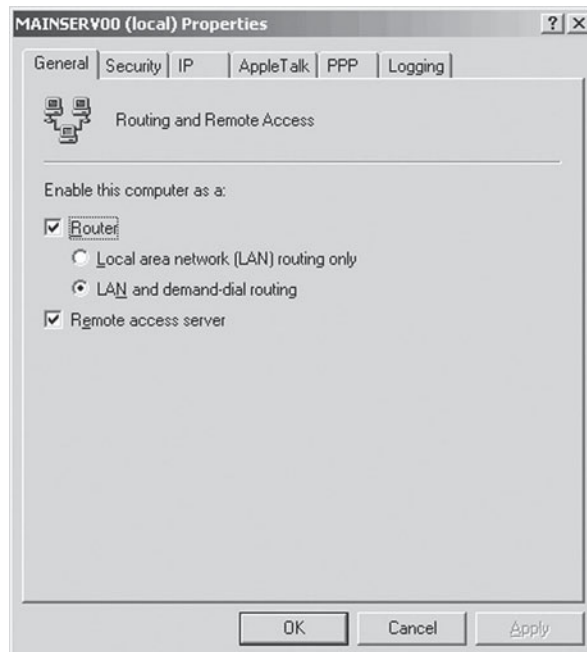 MAINSERV00 (local) Properties
General Security IP AppleTalk PPP Logging
Routing and Remote Access
Enable this computer as a:
Router
Local area network (LAN) routing only
LAN and demand-dial routing
Remote access server
OK Cancel Apply